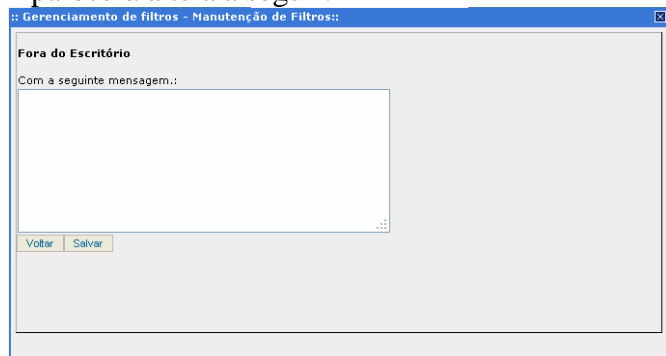 :: Gerenciamento de filtros - Manutenção de Filtros::
Fora do Escritório
Com a seguinte mensagem.:
Voltar Salvar